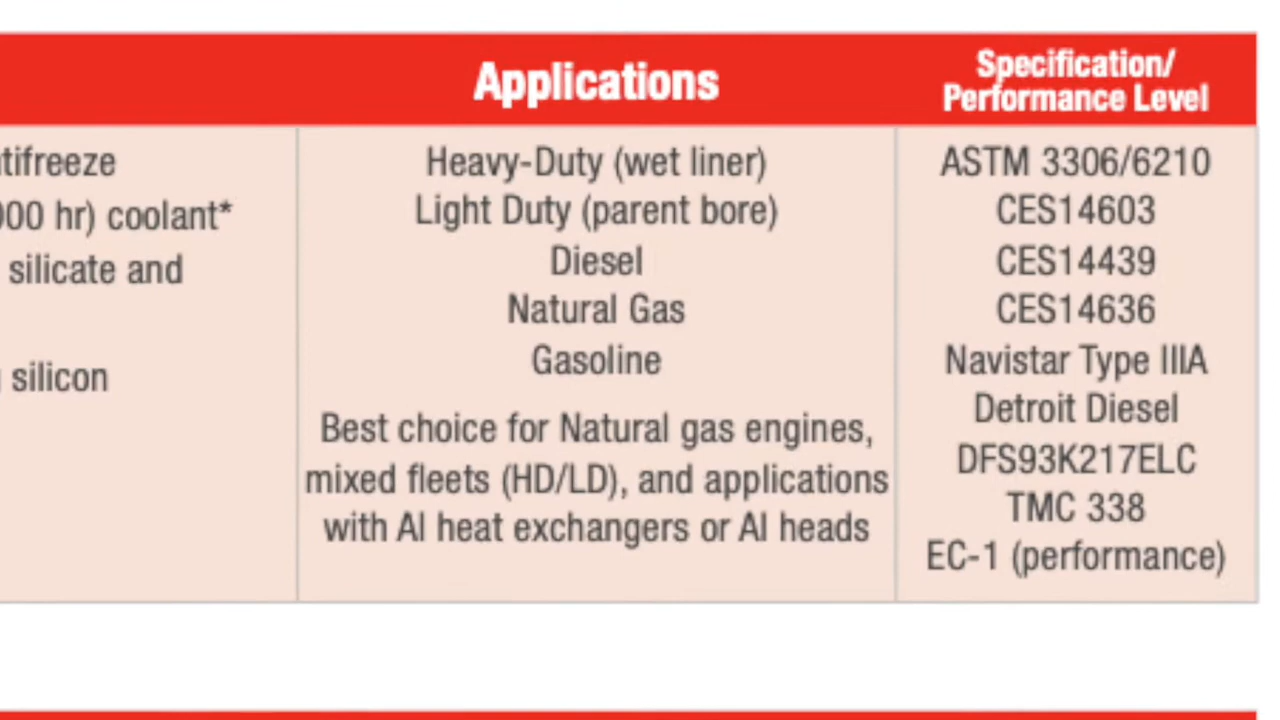 Applications
Specification/
Performance Level
ntifreeze
000 hr) coolant*
silicate and
silicon
Heavy-Duty (wet liner)
Light Duty (parent bore)
Diesel
Natural Gas
Gasoline
Best choice for Natural gas engines,
mixed fleets (HD/LD), and applications
with Al heat exchangers or Al heads
ASTM 3306/6210
CES14603
CES14439
CES14636
Navistar Type IIIA
Detroit Diesel
DFS93K217ELC
TMC 338
EC-1 (performance)